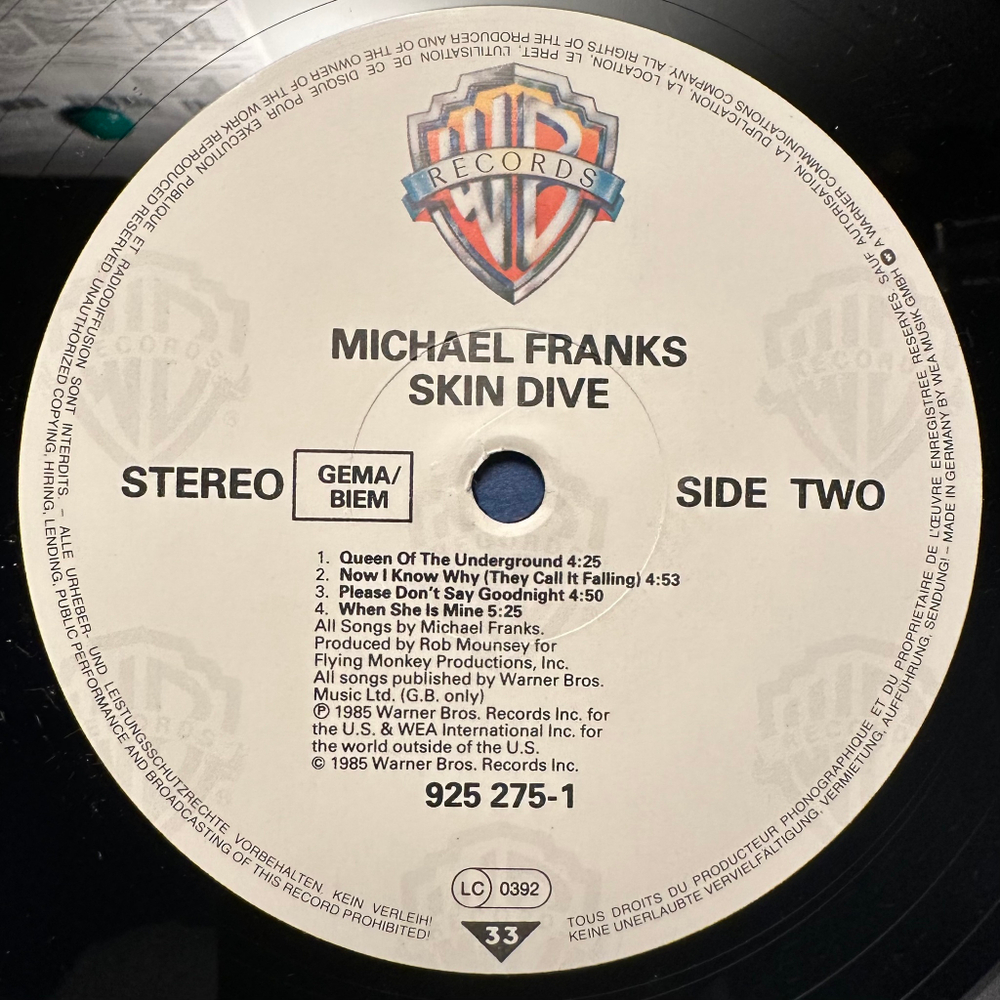 WB
RECORDS
MICHAEL FRANKS
SKIN DIVE
STEREO
GEMA/
BIEM
SIDE TWO
1. Queen Of The Underground 4:25
2. Now I Know Why (They Call It Falling) 4:53
3. Please Don't Say Goodnight 4:50
4. When She Is Mine 5:25
All Songs by Michael Franks.
Produced by Rob Mounsey for
Flying Monkey Productions, Inc.
All songs published by Warner Bros.
Music Ltd. (G.B. only)
℗ 1985 Warner Bros. Records Inc. for
the U.S. & WEA International Inc. for
the world outside of the U.S.
© 1985 Warner Bros. Records Inc.
925 275-1
LC 0392
33
TOUS DROITS DU PRODUCTEUR PHONOGRAPHIQUE ET DU PROPRIETAIRE DE L'ŒUVRE ENREGISTREE RESERVES. SAUF AUTORISATION, LA DUPLICATION, LA LOCATION, LE PRET, L'UTILISATION DE CE DISQUE POUR EXECUTION PUBLIQUE ET RADIODIFFUSION SONT INTERDITS. – ALLE URHEBER- UND LEISTUNGSSCHUTZRECHTE VORBEHALTEN. KEIN VERLEIH!
KEINE UNERLAUBTE VERVIELFÄLTIGUNG, VERMIETUNG, AUFFÜHRUNG, SENDUNG! – MADE IN GERMANY BY WEA MUSIK GMBH A WARNER COMMUNICATIONS COMPANY. ALL RIGHTS OF THE PRODUCER AND OF THE OWNER OF THE WORK REPRODUCED RESERVED. UNAUTHORIZED COPYING, HIRING, LENDING, PUBLIC PERFORMANCE AND BROADCASTING OF THIS RECORD PROHIBITED!